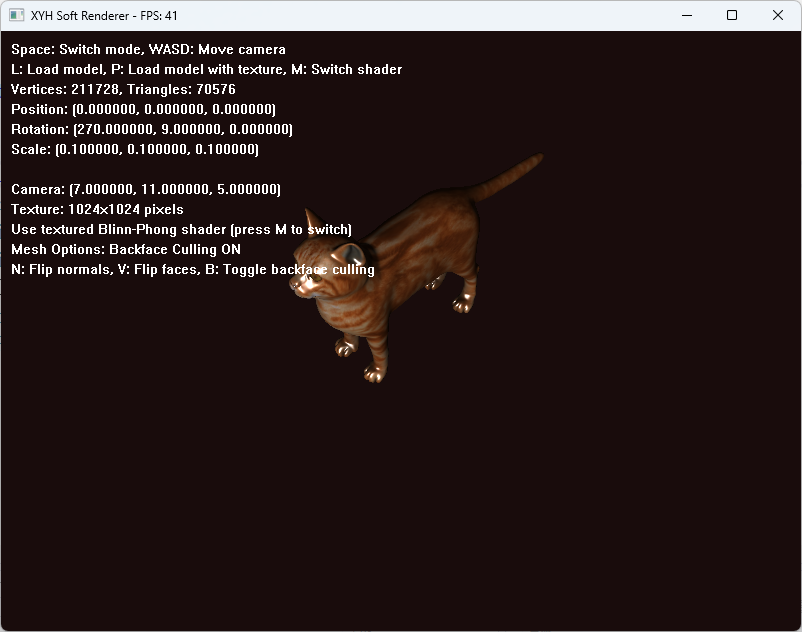 XYH Soft Renderer - FPS: 41
Space: Switch mode, WASD: Move camera
L: Load model, P: Load model with texture, M: Switch shader
Vertices: 211728, Triangles: 70576
Position: (0.000000, 0.000000, 0.000000)
Rotation: (270.000000, 9.000000, 0.000000)
Scale: (0.100000, 0.100000, 0.100000)
Camera: (7.000000, 11.000000, 5.000000)
Texture: 1024x1024 pixels
Use textured Blinn-Phong shader (press M to switch)
Mesh Options: Backface Culling ON
N: Flip normals, V: Flip faces, B: Toggle backface culling